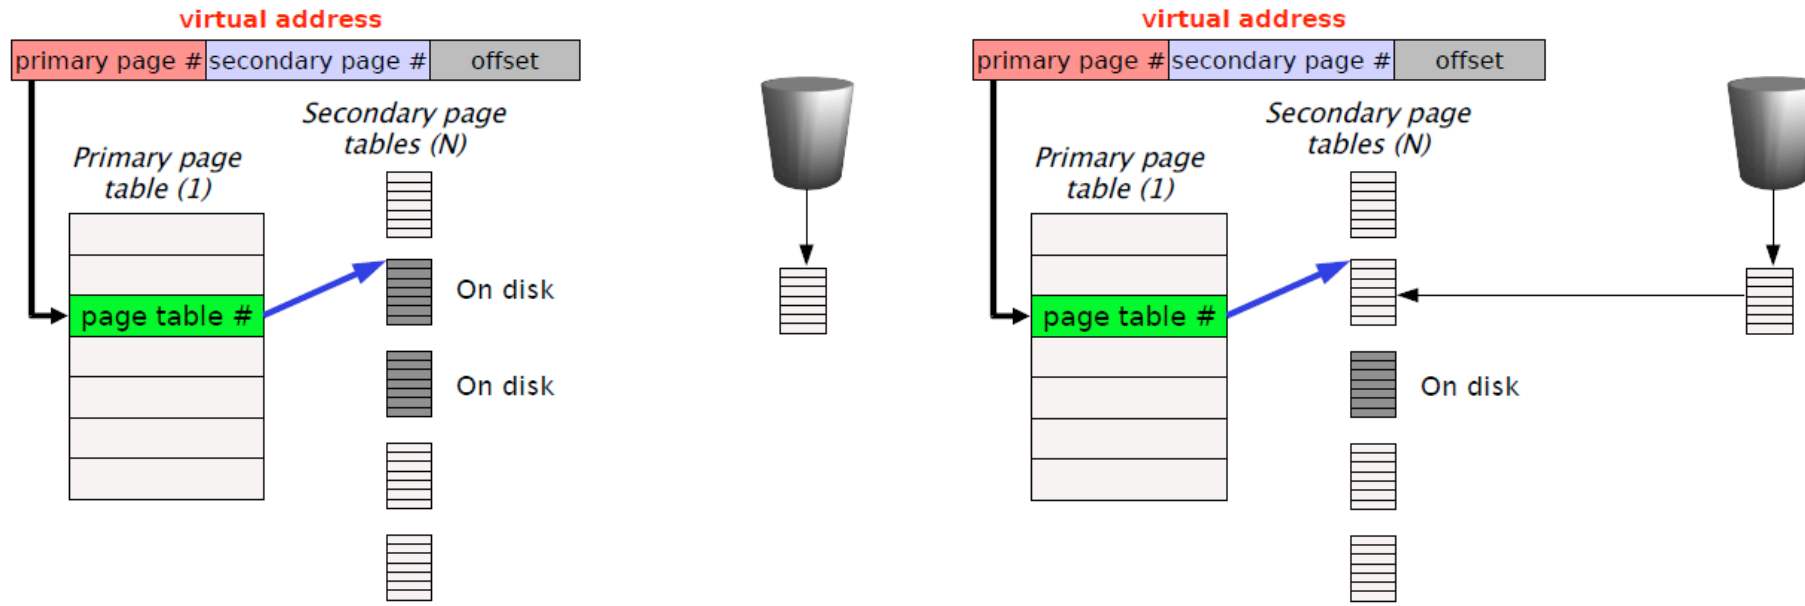 virtual address
primary page # secondary page # offset
Secondary page
tables (N)
Primary page
table (1)
On disk
page table #
On disk
virtual address
primary page # secondary page # offset
Secondary page
tables (N)
Primary page
table (1)
page table #
On disk